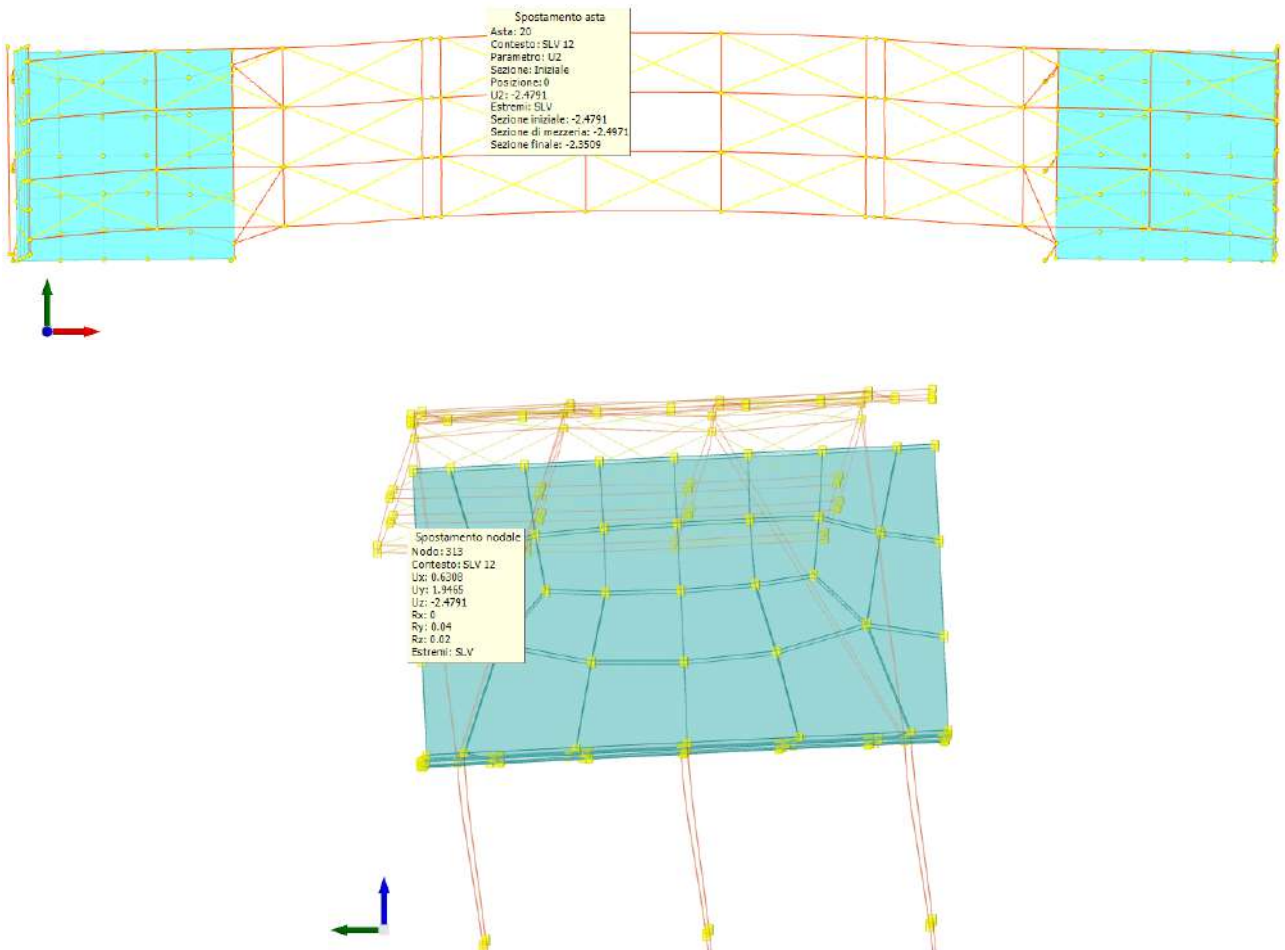 Spostamento asta
Asta: 20
Contesto: SLV 12
Parametro: U2
Sezione: Iniziale
Posizione: 0
U2: -2.4791
Estremi: SLV
Sezione iniziale: -2.4791
Sezione di mezzeria: -2.4971
Sezione finale: -2.3509
Spostamento nodale
Nodo: 313
Contesto: SLV 12
Ux: 0.6308
Uy: 1.9465
Uz: -2.4791
Rx: 0
Ry: 0.04
Rz: 0.02
Estremi: SLV